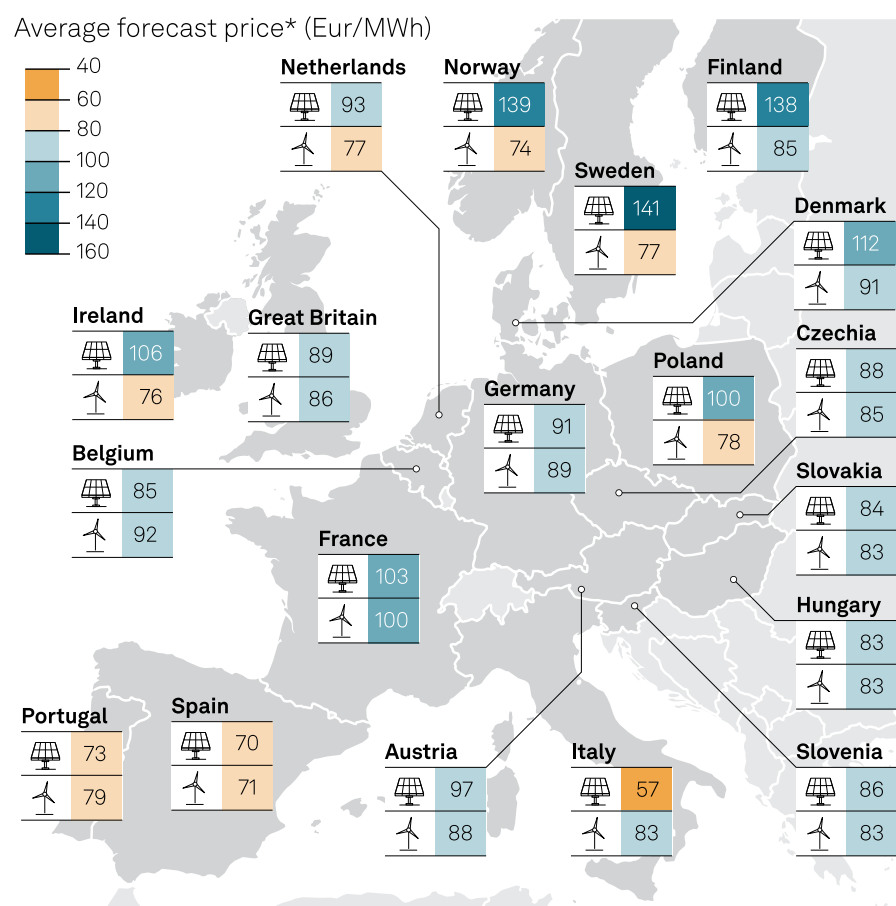 Average forecast price* (Eur/MWh)
40
60
80
100
120
140
160
Netherlands
93
77
Norway
139
74
Finland
138
85
Sweden
141
77
Denmark
112
91
Ireland
106
76
Great Britain
89
86
Czechia
88
85
Poland
100
78
Germany
91
89
Belgium
85
92
Slovakia
84
83
France
103
100
Hungary
83
83
Portugal
73
79
Spain
70
71
Austria
97
88
Italy
57
83
Slovenia
86
83